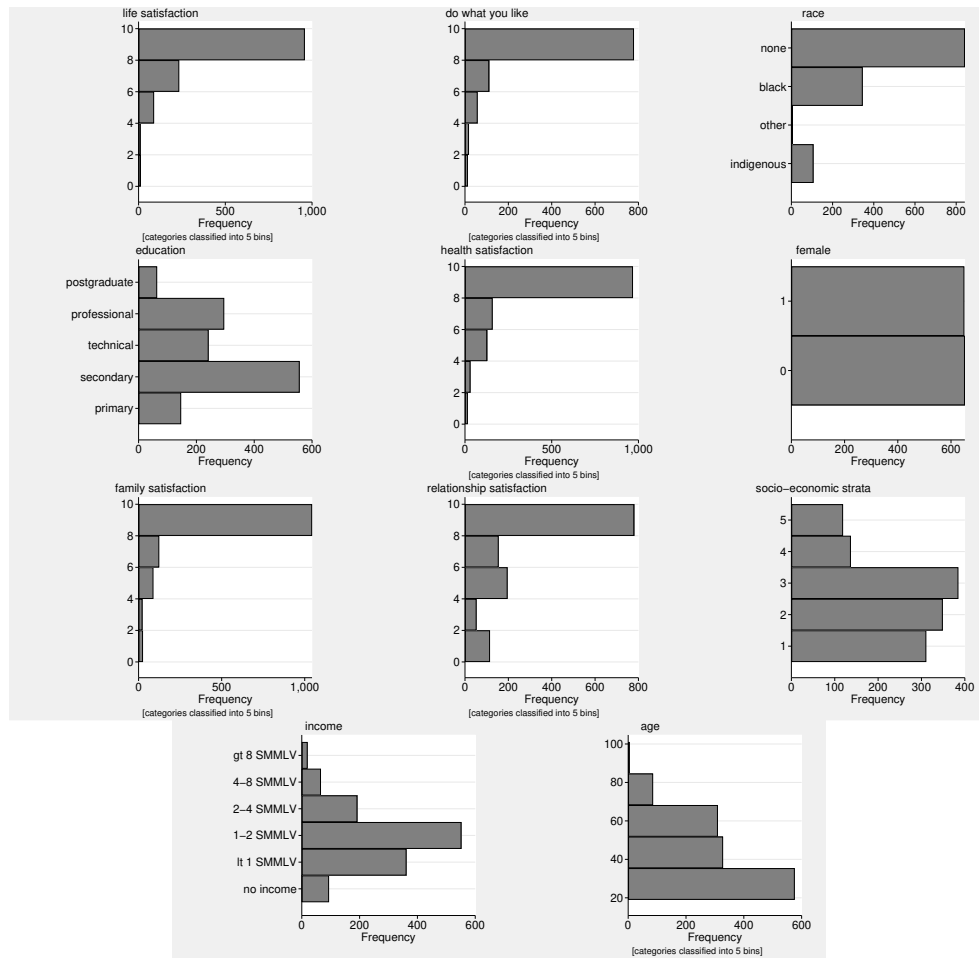 life satisfaction
10
8
6
4
2
0
0 500 1,000
Frequency
[categories classified into 5 bins]
do what you like
10
8
6
4
2
0
0 200 400 600 800
Frequency
[categories classified into 5 bins]
race
none
black
other
indigenous
0 200 400 600 800
Frequency
education
postgraduate
professional
technical
secondary
primary
0 200 400 600
Frequency
health satisfaction
10
8
6
4
2
0
0 500 1,000
Frequency
[categories classified into 5 bins]
female
1
0
0 200 400 600
Frequency
family satisfaction
10
8
6
4
2
0
0 500 1,000
Frequency
[categories classified into 5 bins]
relationship satisfaction
10
8
6
4
2
0
0 200 400 600 800
Frequency
[categories classified into 5 bins]
socio−economic strata
5
4
3
2
1
0 100 200 300 400
Frequency
income
gt 8 SMMLV
4−8 SMMLV
2−4 SMMLV
1−2 SMMLV
lt 1 SMMLV
no income
0 200 400 600
Frequency
age
100
80
60
40
20
0 200 400 600
Frequency
[categories classified into 5 bins]